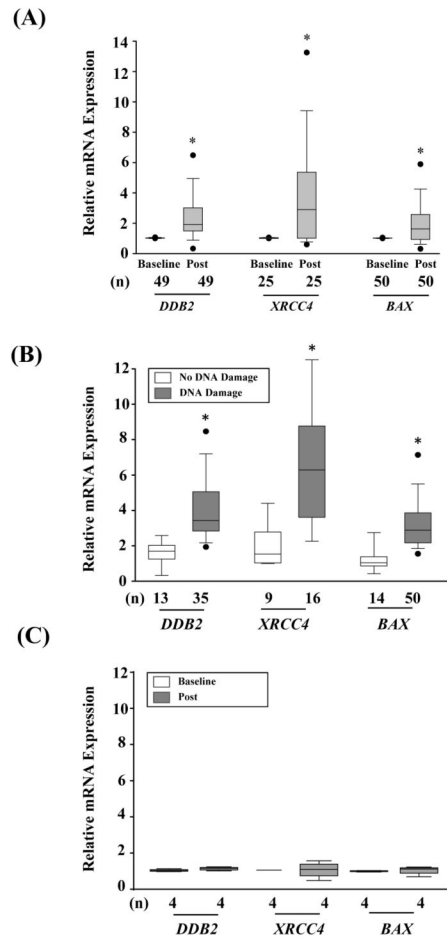 (A)
Relative mRNA Expression
14
12
10
8
6
4
2
0
* * *
Baseline Post Baseline Post Baseline Post
(n) 49 49 25 25 50 50
DDB2 XRCC4 BAX
(B)
Relative mRNA Expression
12
10
8
6
4
2
0
No DNA Damage
DNA Damage
* * *
(n) 13 35 9 16 14 50
DDB2 XRCC4 BAX
(C)
Relative mRNA Expression
12
10
8
6
4
2
0
Baseline
Post
(n) 4 4 4 4 4 4
DDB2 XRCC4 BAX